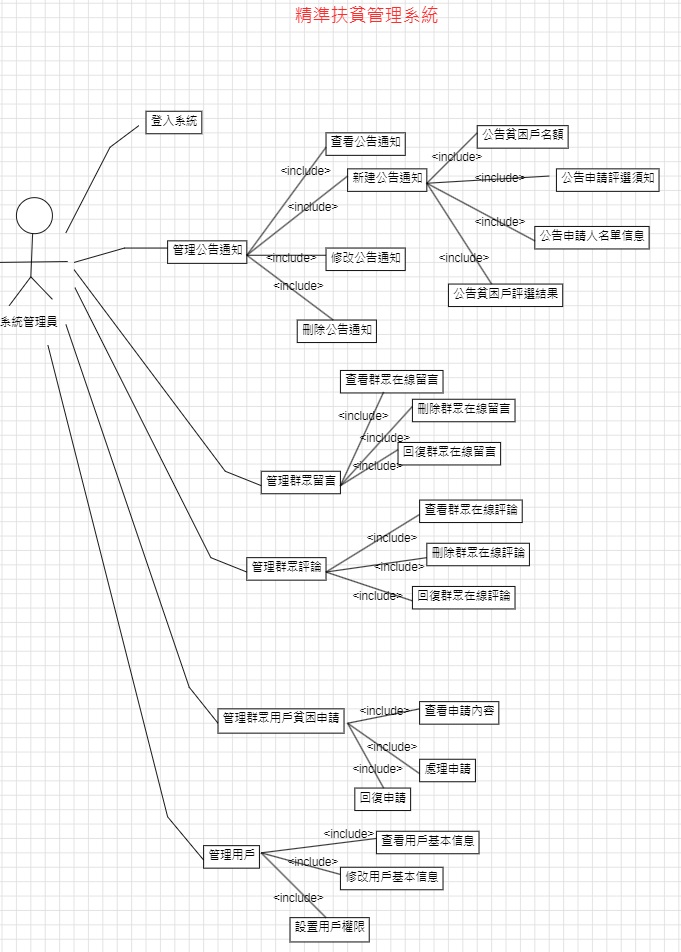 精準扶貧管理系統
登入系統
查看公告通知
公告貧困戶名額
<include>
<include>
新建公告通知
<include>
公告申請評選須知
<include>
<include>
公告申請人名單信息
管理公告通知
<include>
修改公告通知
<include>
<include>
公告貧困戶評選結果
系統管理員
刪除公告通知
查看群眾在線留言
<include>
刪除群眾在線留言
<include>
回復群眾在線留言
<include>
管理群眾留言
查看群眾在線評論
<include>
刪除群眾在線評論
管理群眾評論
<include>
<include>
回復群眾在線評論
<include>
查看申請內容
管理群眾用戶貧困申請
<include>
<include>
處理申請
回復申請
<include>
查看用戶基本信息
管理用戶
<include>
修改用戶基本信息
<include>
設置用戶權限